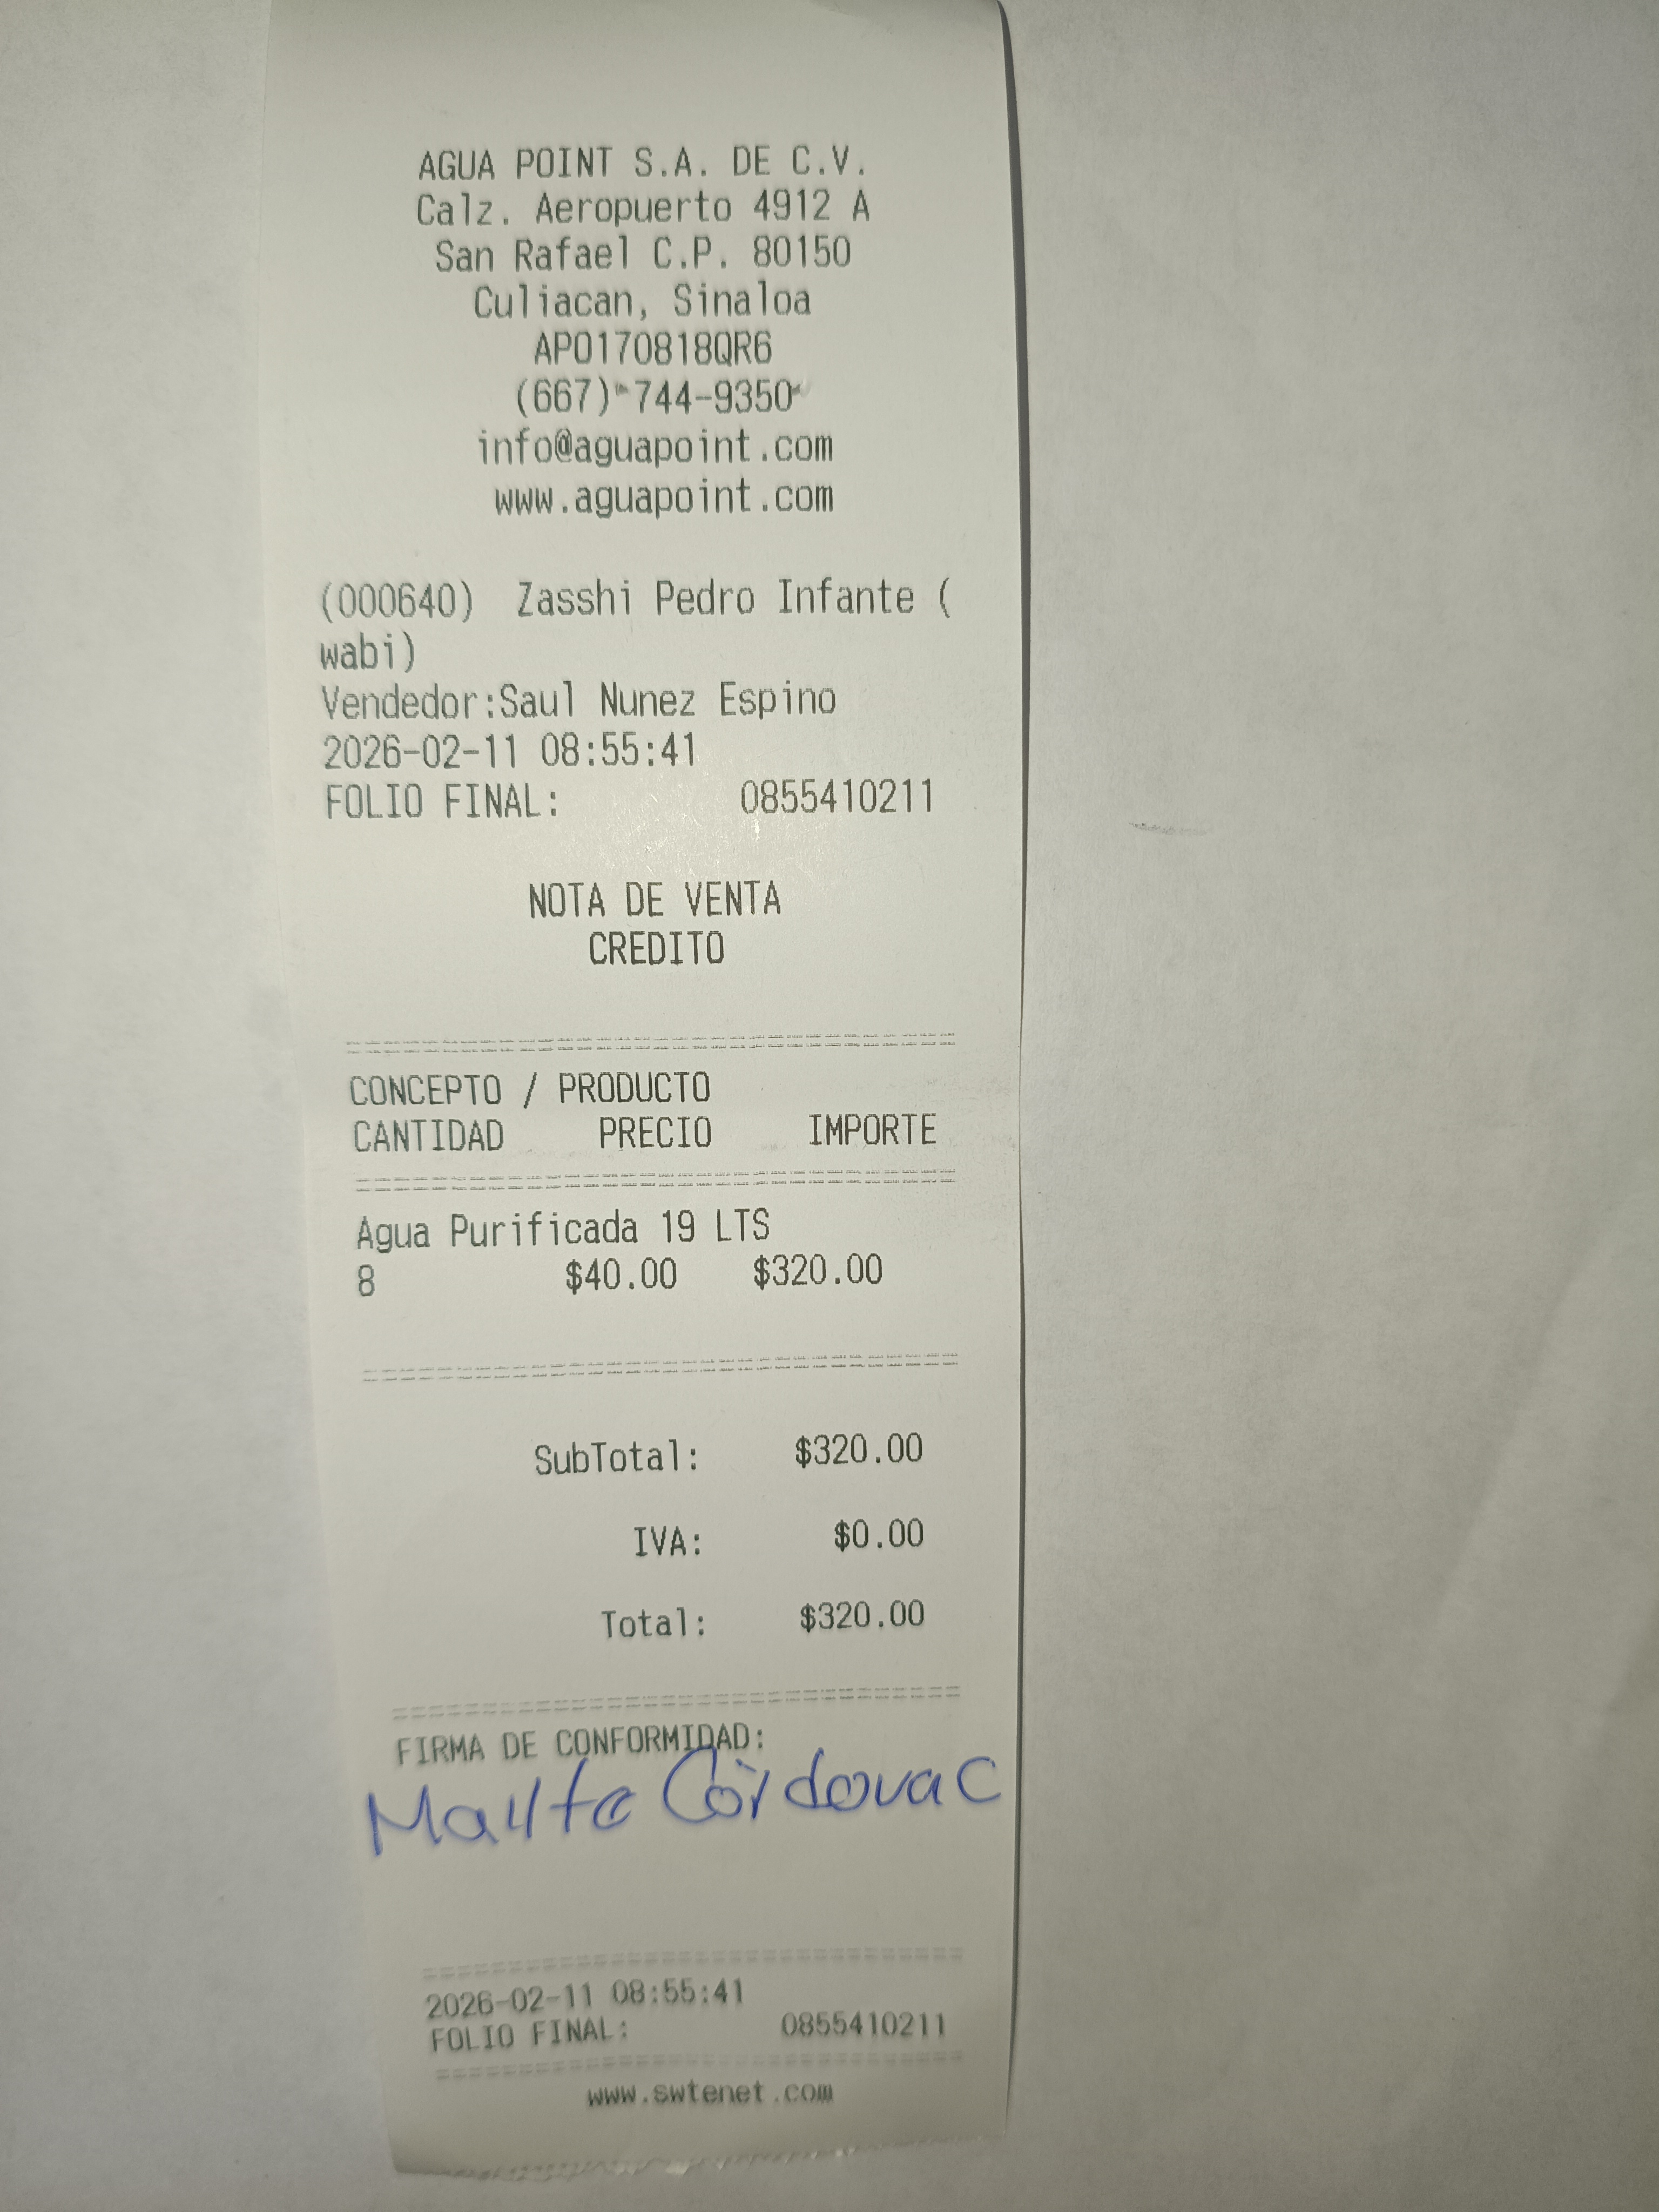 AGUA POINT S.A. DE C.V.
Calz. Aeropuerto 4912 A
San Rafael C.P. 80150
Culiacan, Sinaloa
APO170818QR6
(667) 744-9350
info@aguapoint.com
www.aguapoint.com
(000640) Zasshi Pedro Infante (
wabi)
Vendedor:Saul Nunez Espino
2026-02-11 08:55:41
FOLIO FINAL: 0855410211
NOTA DE VENTA
CREDITO
CONCEPTO / PRODUCTO
CANTIDAD PRECIO IMPORTE
Agua Purificada 19 LTS
8 $40.00 $320.00
SubTotal: $320.00
IVA: $0.00
Total: $320.00
FIRMA DE CONFORMIDAD:
Mayte Córdova C
2026-02-11 08:55:41
FOLIO FINAL: 0855410211
www.swtenet.com